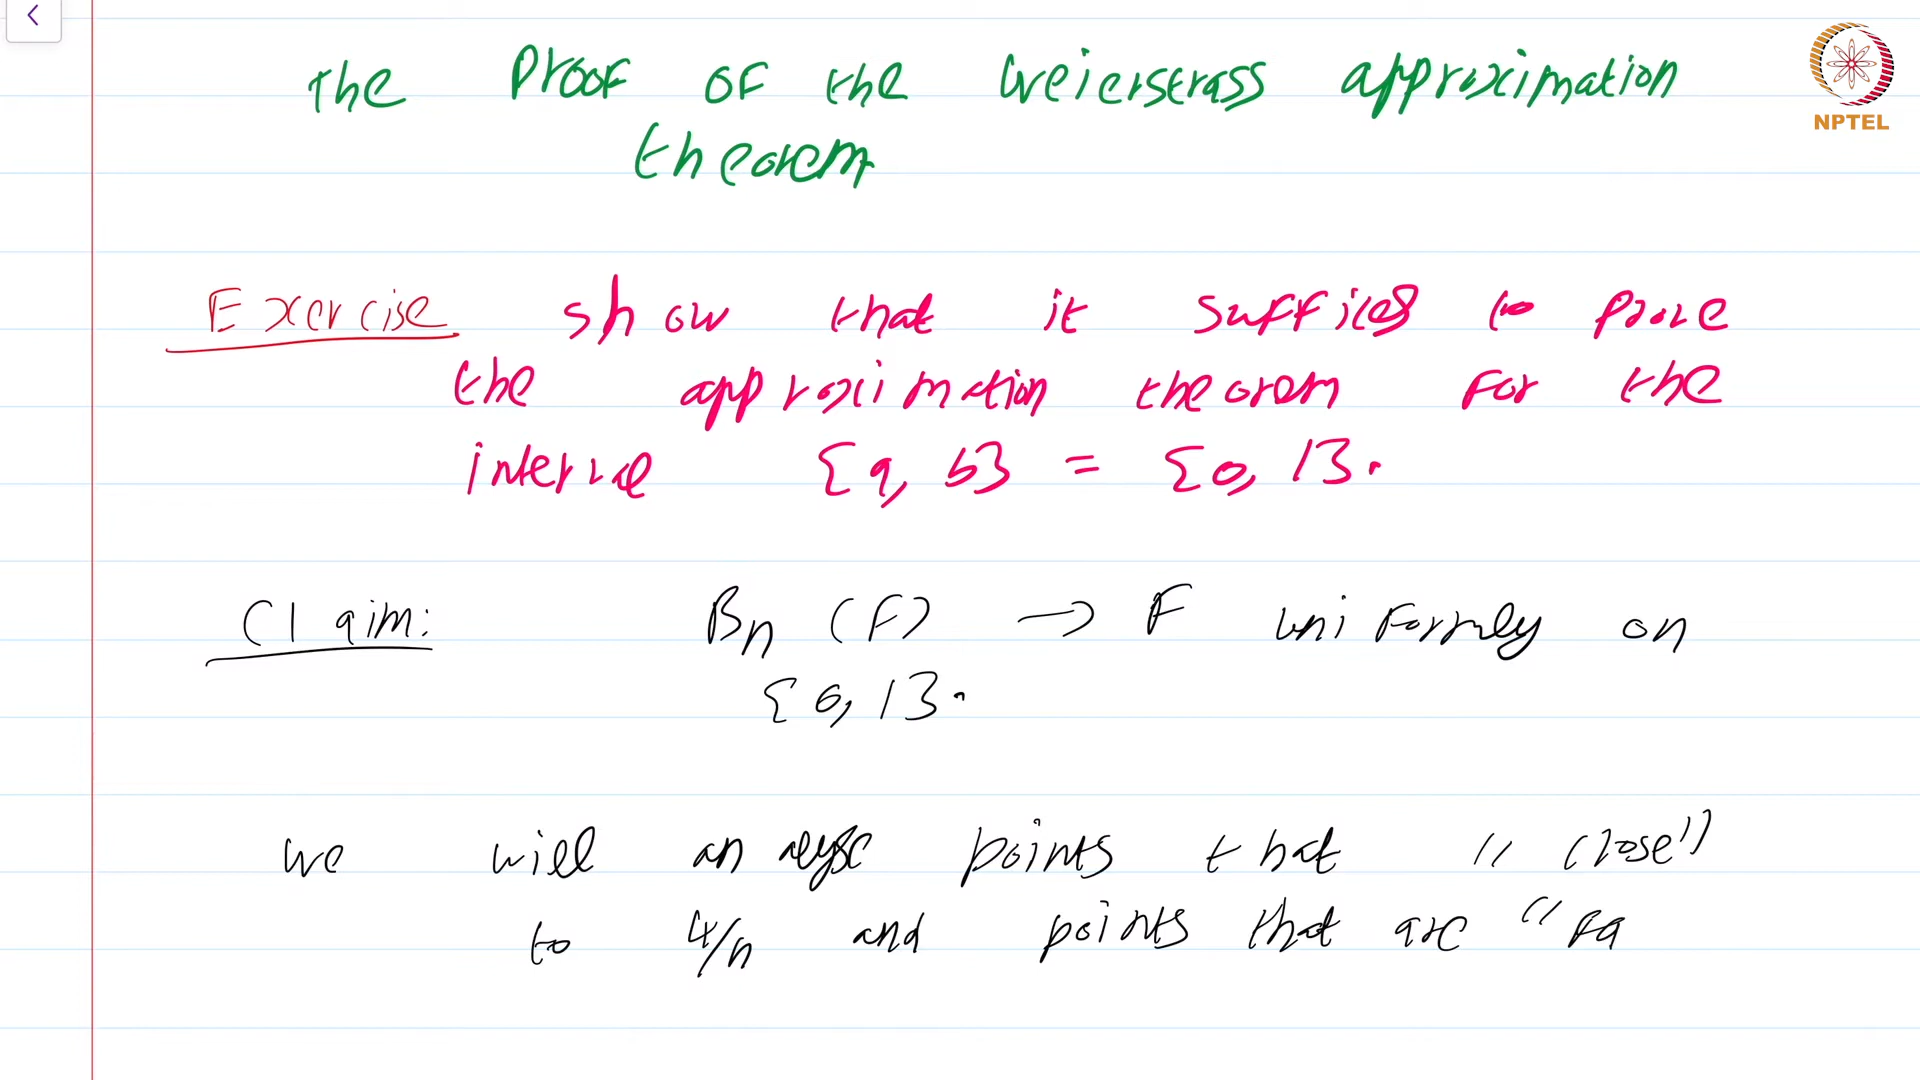 The Proof of the Weierstrass approximation
NPTEL
theorem
Exercise show that it suffices to prove
the approximation theorem for the
interval [a, b] = [0, 1].
Claim: Bn (F) → F uniformly on
[0, 1].
we will analyse points that "close"
to k/n and points that are "Fa